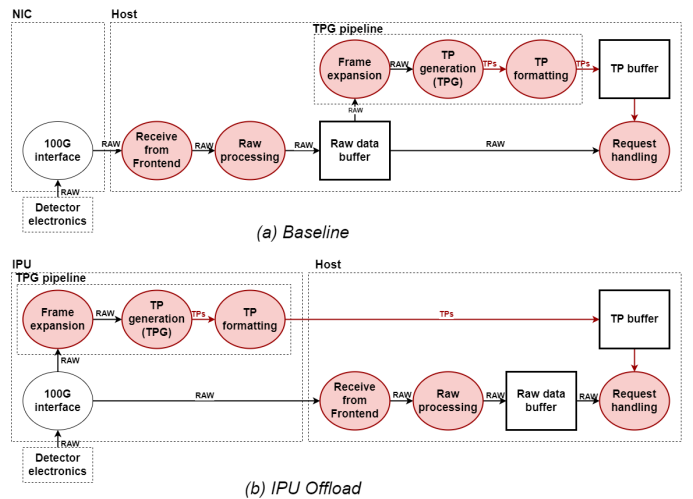 NIC
Host
TPG pipeline
Frame
expansion
RAW
TP
generation
(TPG)
TPs
TP
formatting
TPs
TP buffer
RAW
100G
interface
RAW
Receive
from
Frontend
RAW
Raw
processing
RAW
Raw data
buffer
RAW
Request
handling
RAW
Detector
electronics
(a) Baseline
IPU
Host
TPG pipeline
Frame
expansion
RAW
TP
generation
(TPG)
TPs
TP
formatting
TPs
TP buffer
RAW
100G
interface
RAW
Receive
from
Frontend
RAW
Raw
processing
RAW
Raw data
buffer
RAW
Request
handling
RAW
Detector
electronics
(b) IPU Offload